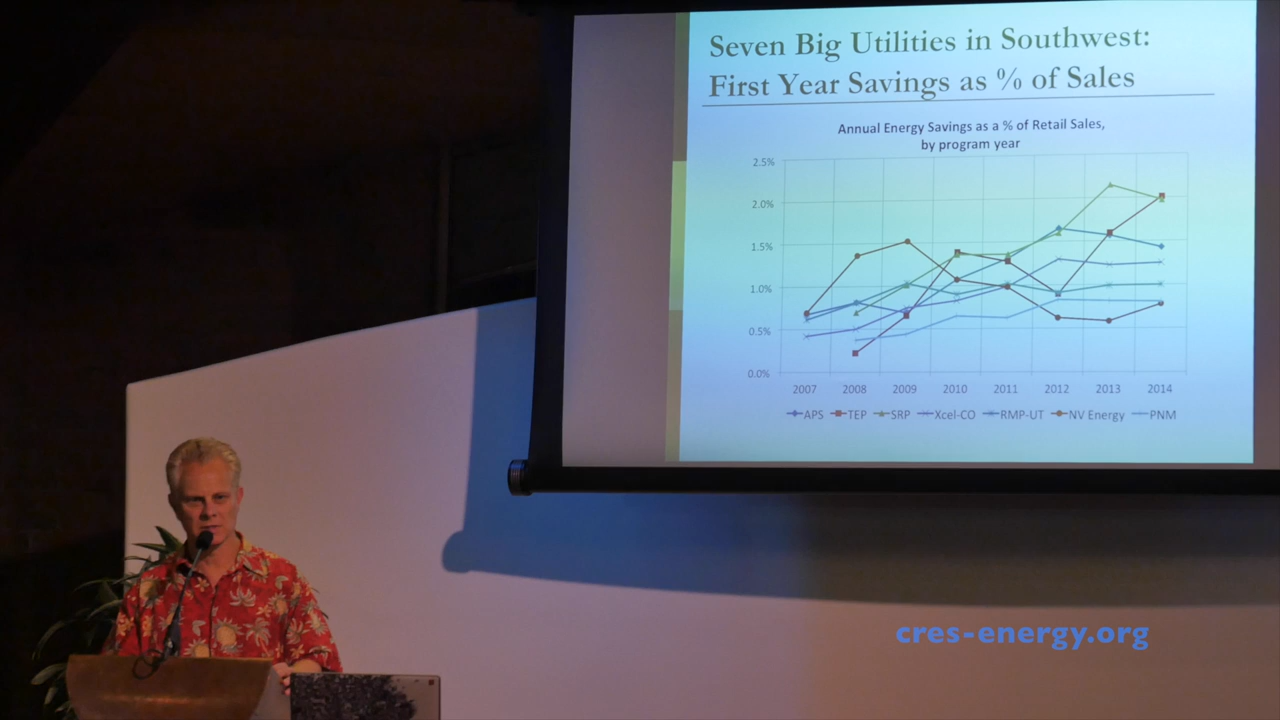 Seven Big Utilities in Southwest:
First Year Savings as % of Sales
Annual Energy Savings as a % of Retail Sales,
by program year
2.5%
2.0%
1.5%
1.0%
0.5%
0.0%
2007 2008 2009 2010 2011 2012 2013 2014
APS TEP SRP Xcel-CO RMP-UT NV Energy PNM
cres-energy.org